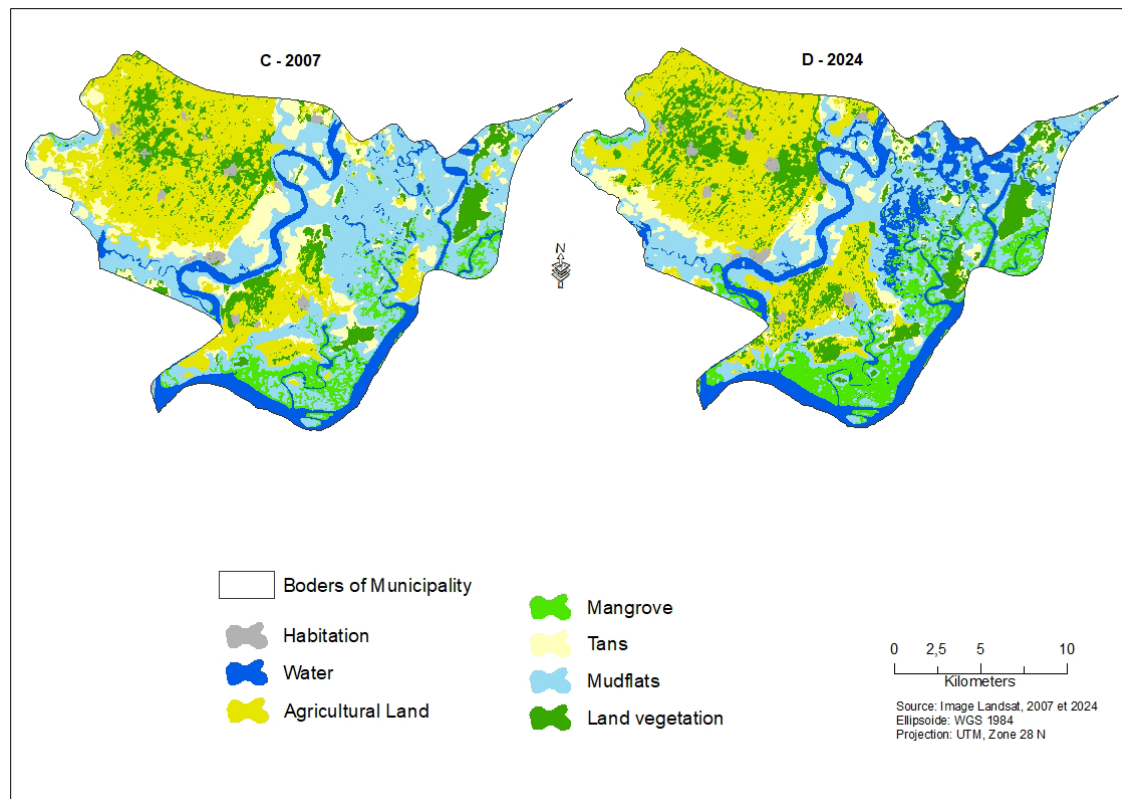 C - 2007
D - 2024
N
Boders of Municipality
Habitation
Water
Agricultural Land
Mangrove
Tans
Mudflats
Land vegetation
0 2,5 5 10
Kilometers
Source: Image Landsat, 2007 et 2024
Ellipsoide: WGS 1984
Projection: UTM, Zone 28 N